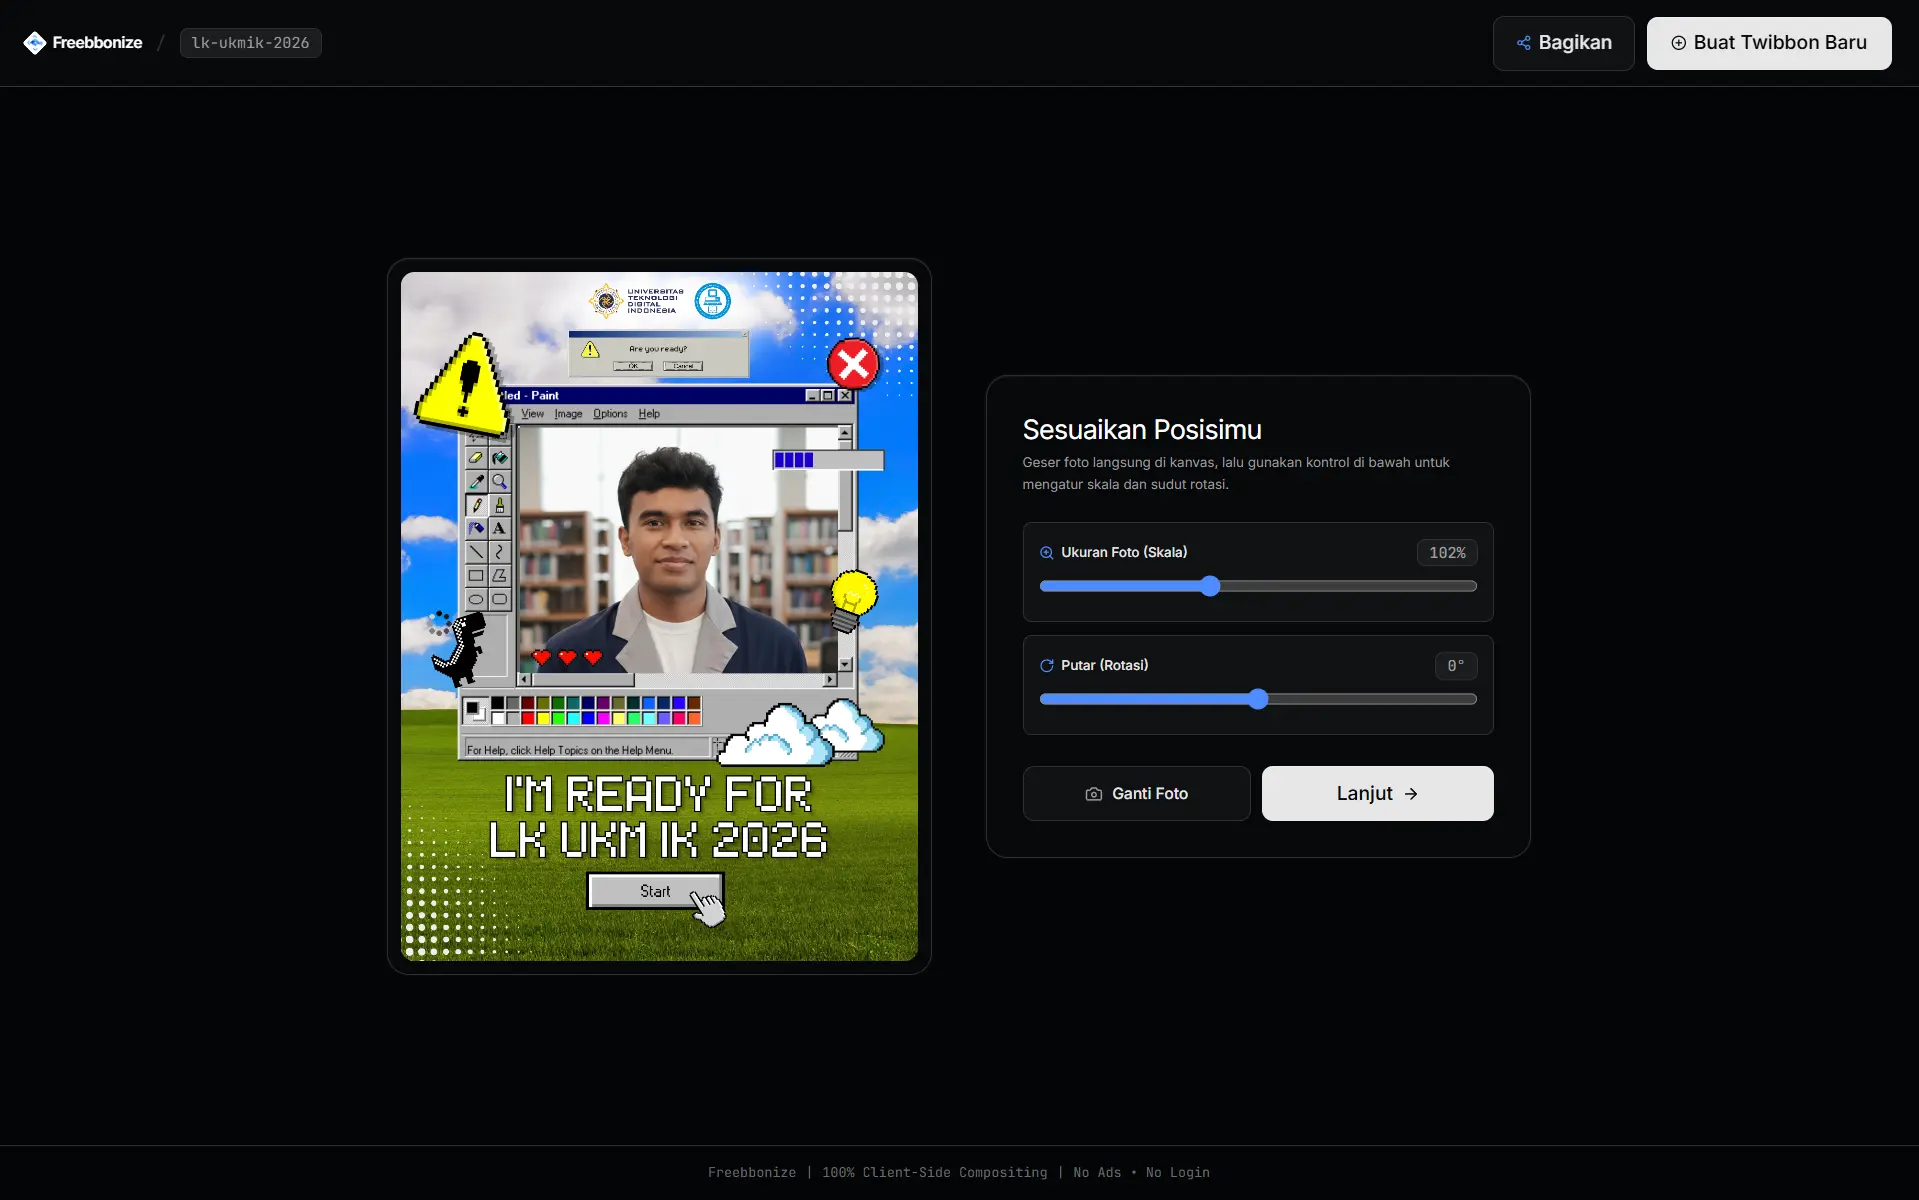 Freebbonize / lk-ukmik-2026
Bagikan
Buat Twibbon Baru
UNIVERSITAS
TEKNOLOGI
DIGITAL
INDONESIA
Are you ready?
OK
Cancel
led - Paint
View Image Options Help
A
For Help, click Help Topics on the Help Menu.
I'M READY FOR
LK UKM IK 2026
Start
Sesuaikan Posisimu
Geser foto langsung di kanvas, lalu gunakan kontrol di bawah untuk
mengatur skala dan sudut rotasi.
Ukuran Foto (Skala)
102%
Putar (Rotasi)
0°
Ganti Foto
Lanjut →
Freebbonize | 100% Client-Side Compositing | No Ads • No Login